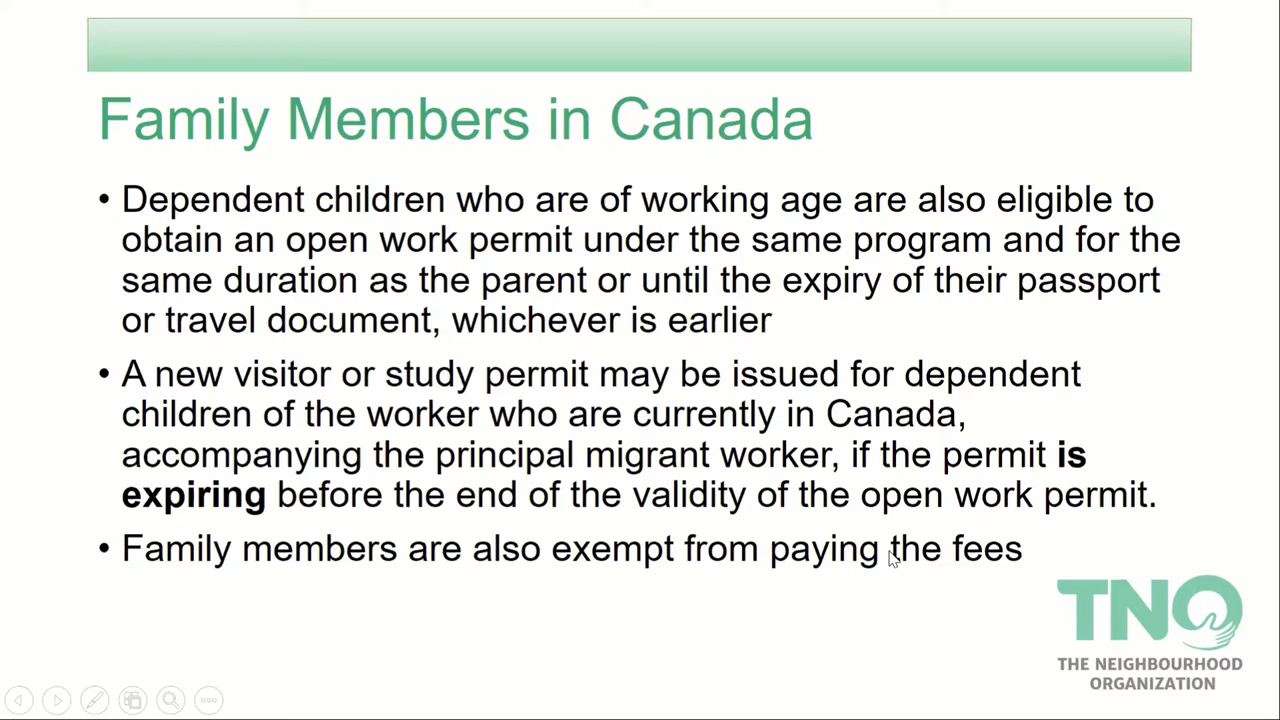 Family Members in Canada
• Dependent children who are of working age are also eligible to
obtain an open work permit under the same program and for the
same duration as the parent or until the expiry of their passport
or travel document, whichever is earlier
• A new visitor or study permit may be issued for dependent
children of the worker who are currently in Canada,
accompanying the principal migrant worker, if the permit is
expiring before the end of the validity of the open work permit.
• Family members are also exempt from paying the fees
TNO
THE NEIGHBOURHOOD
ORGANIZATION